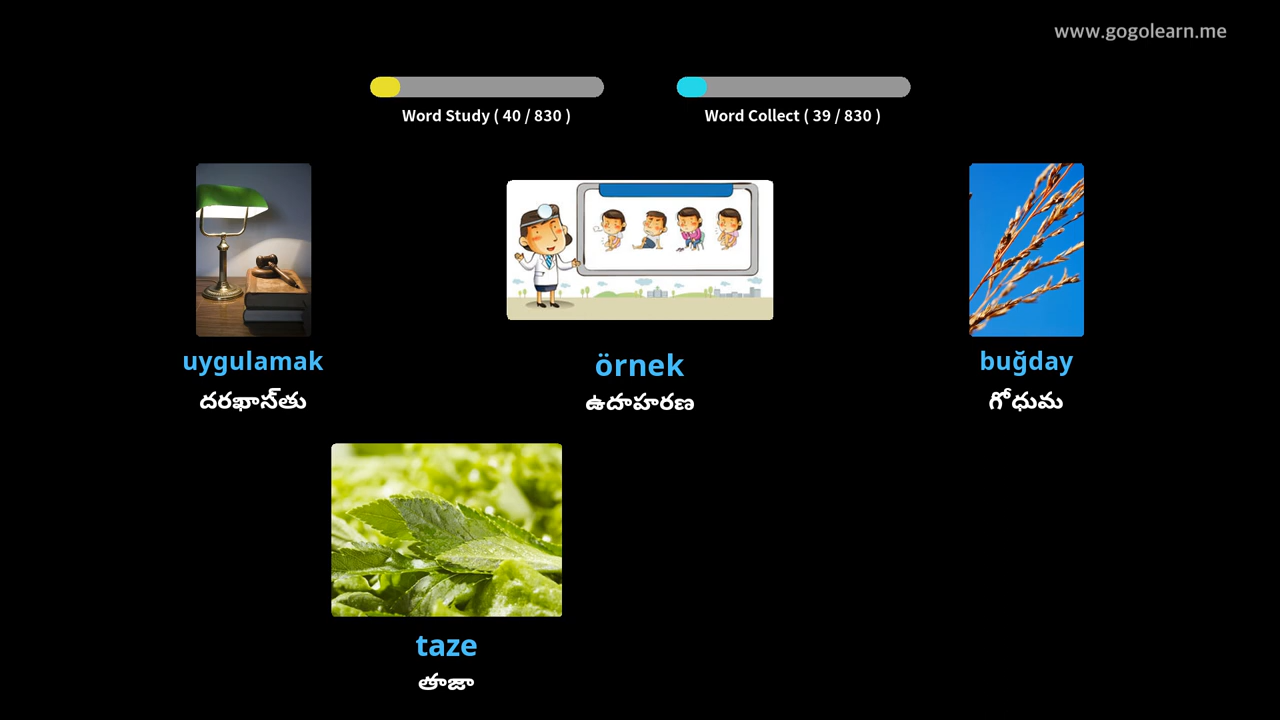 www.gogolearn.me
Word Study ( 40 / 830 )
Word Collect ( 39 / 830 )
uygulamak
దరఖాస్‌తు
örnek
ఉదాహరణ
buğday
గోధుమ
taze
తాజా